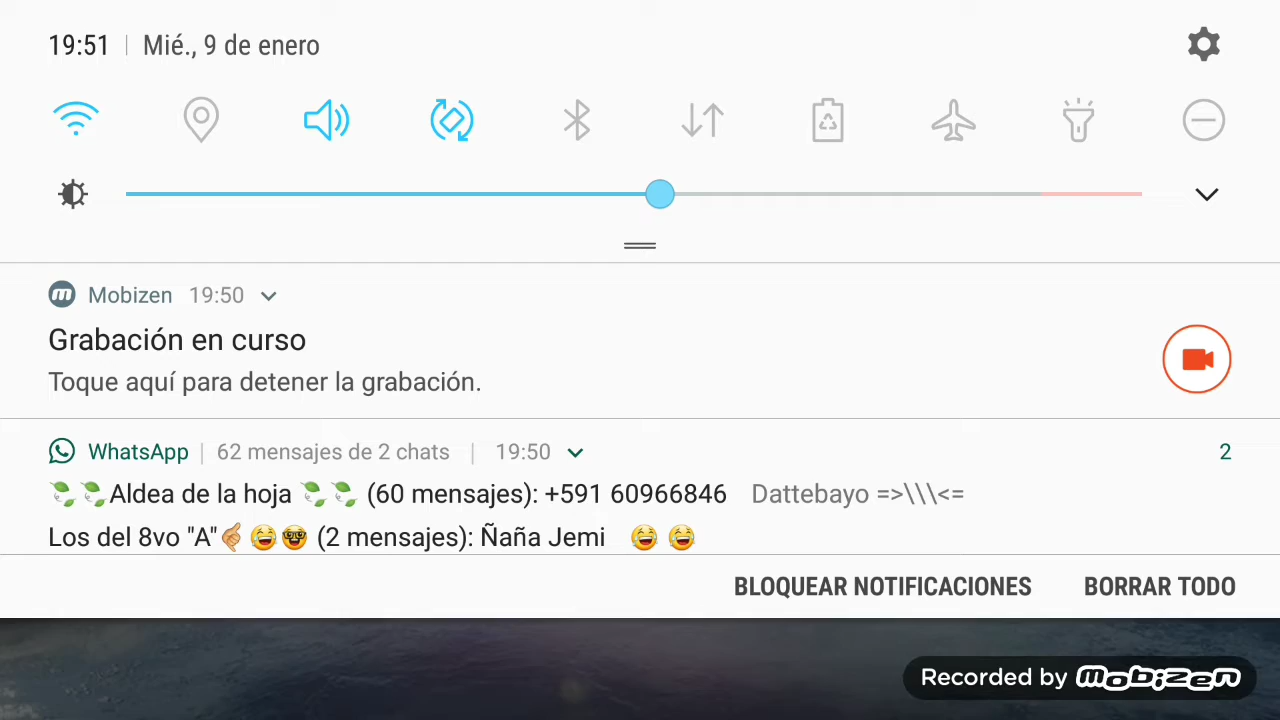 19:51 | Mié., 9 de enero
Mobizen 19:50
Grabación en curso
Toque aquí para detener la grabación.
WhatsApp | 62 mensajes de 2 chats | 19:50
2
🍃🍃Aldea de la hoja 🍃🍃 (60 mensajes): +591 60966846 Dattebayo =>\\\<=
Los del 8vo "A"🤙😂🤓 (2 mensajes): Ñaña Jemi 😂 😂
BLOQUEAR NOTIFICACIONES BORRAR TODO
Recorded by mobizen